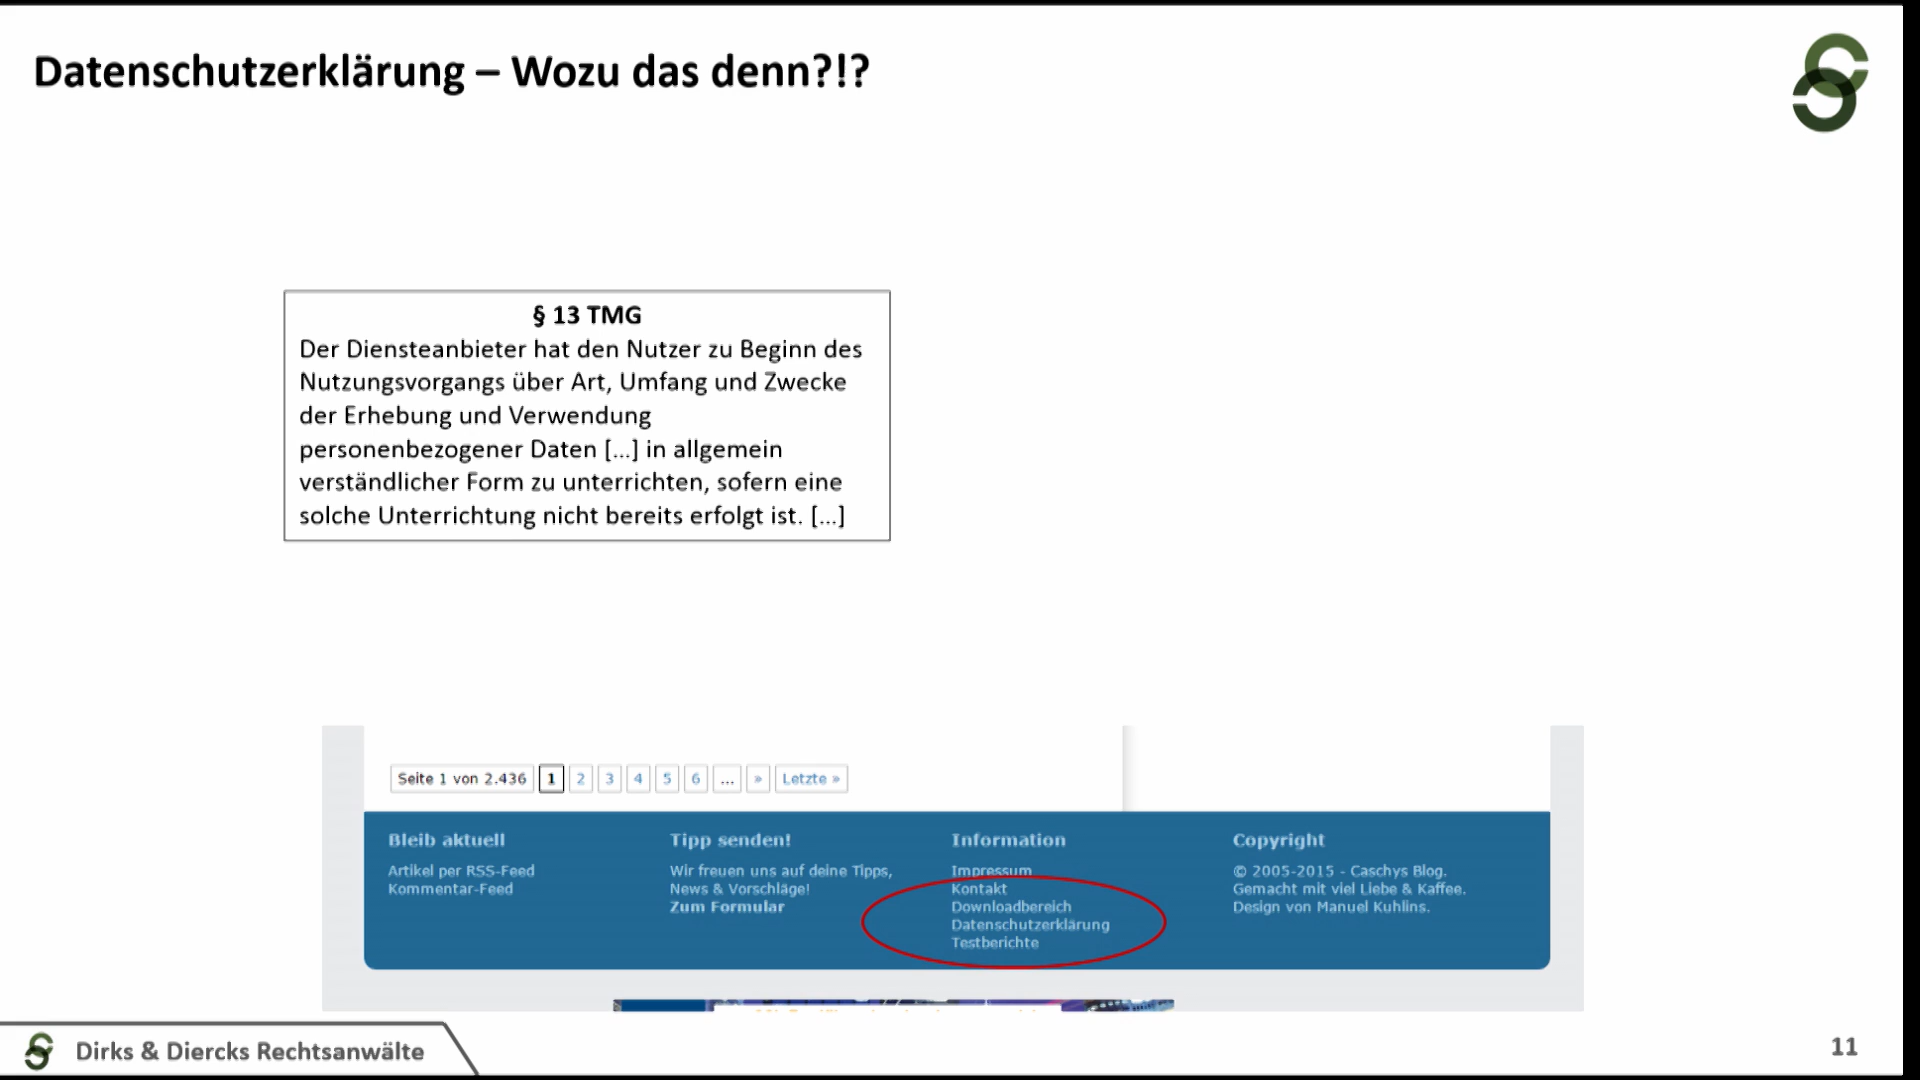 Datenschutzerklärung – Wozu das denn?!?
§ 13 TMG
Der Diensteanbieter hat den Nutzer zu Beginn des
Nutzungsvorgangs über Art, Umfang und Zwecke
der Erhebung und Verwendung
personenbezogener Daten [...] in allgemein
verständlicher Form zu unterrichten, sofern eine
solche Unterrichtung nicht bereits erfolgt ist. [...]
Seite 1 von 2.436 1 2 3 4 5 6 ... » Letzte »
Bleib aktuell
Artikel per RSS-Feed
Kommentar-Feed
Tipp senden!
Wir freuen uns auf deine Tipps,
News & Vorschläge!
Zum Formular
Information
Impressum
Kontakt
Downloadbereich
Datenschutzerklärung
Testberichte
Copyright
© 2005-2015 - Caschys Blog.
Gemacht mit viel Liebe & Kaffee.
Design von Manuel Kuhlins.
Dirks & Diercks Rechtsanwälte
11